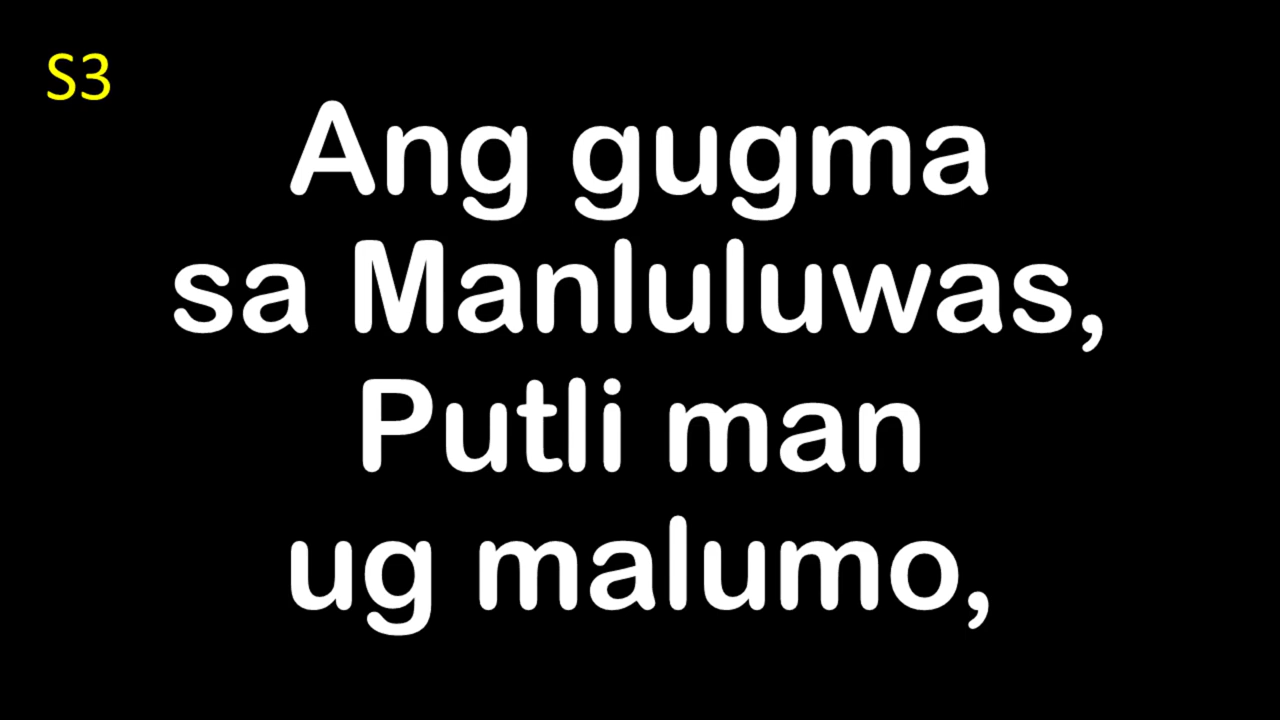 S3
Ang gugma
sa Manluluwas,
Putli man
ug malumo,